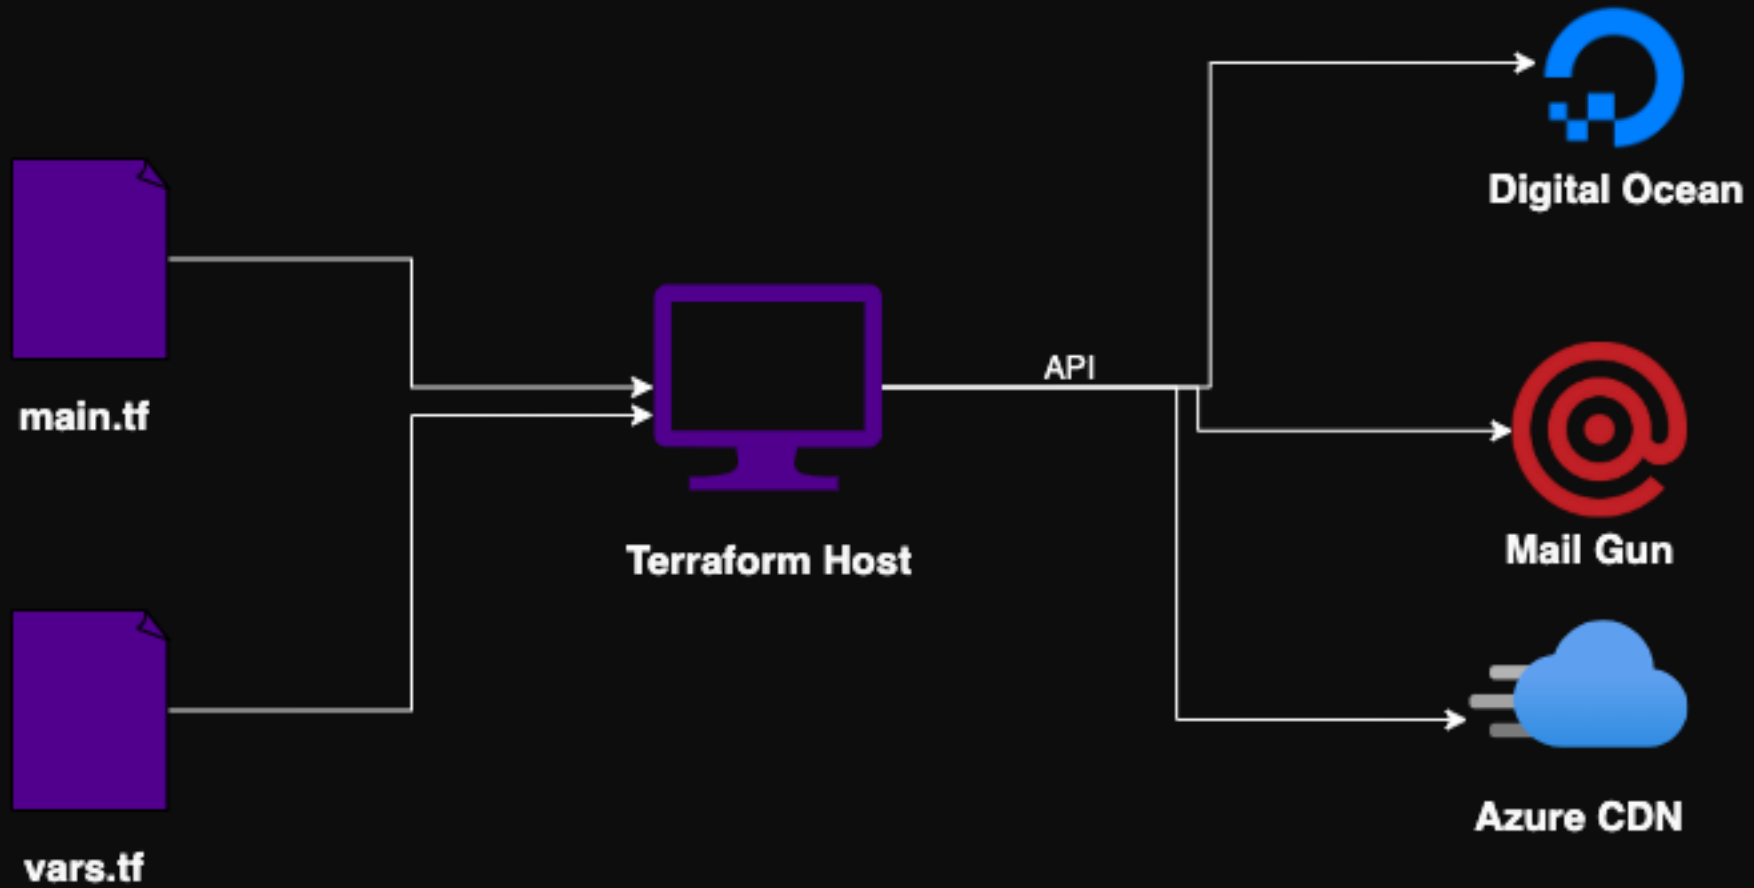 Digital Ocean
main.tf
API
Terraform Host
Mail Gun
Azure CDN
vars.tf